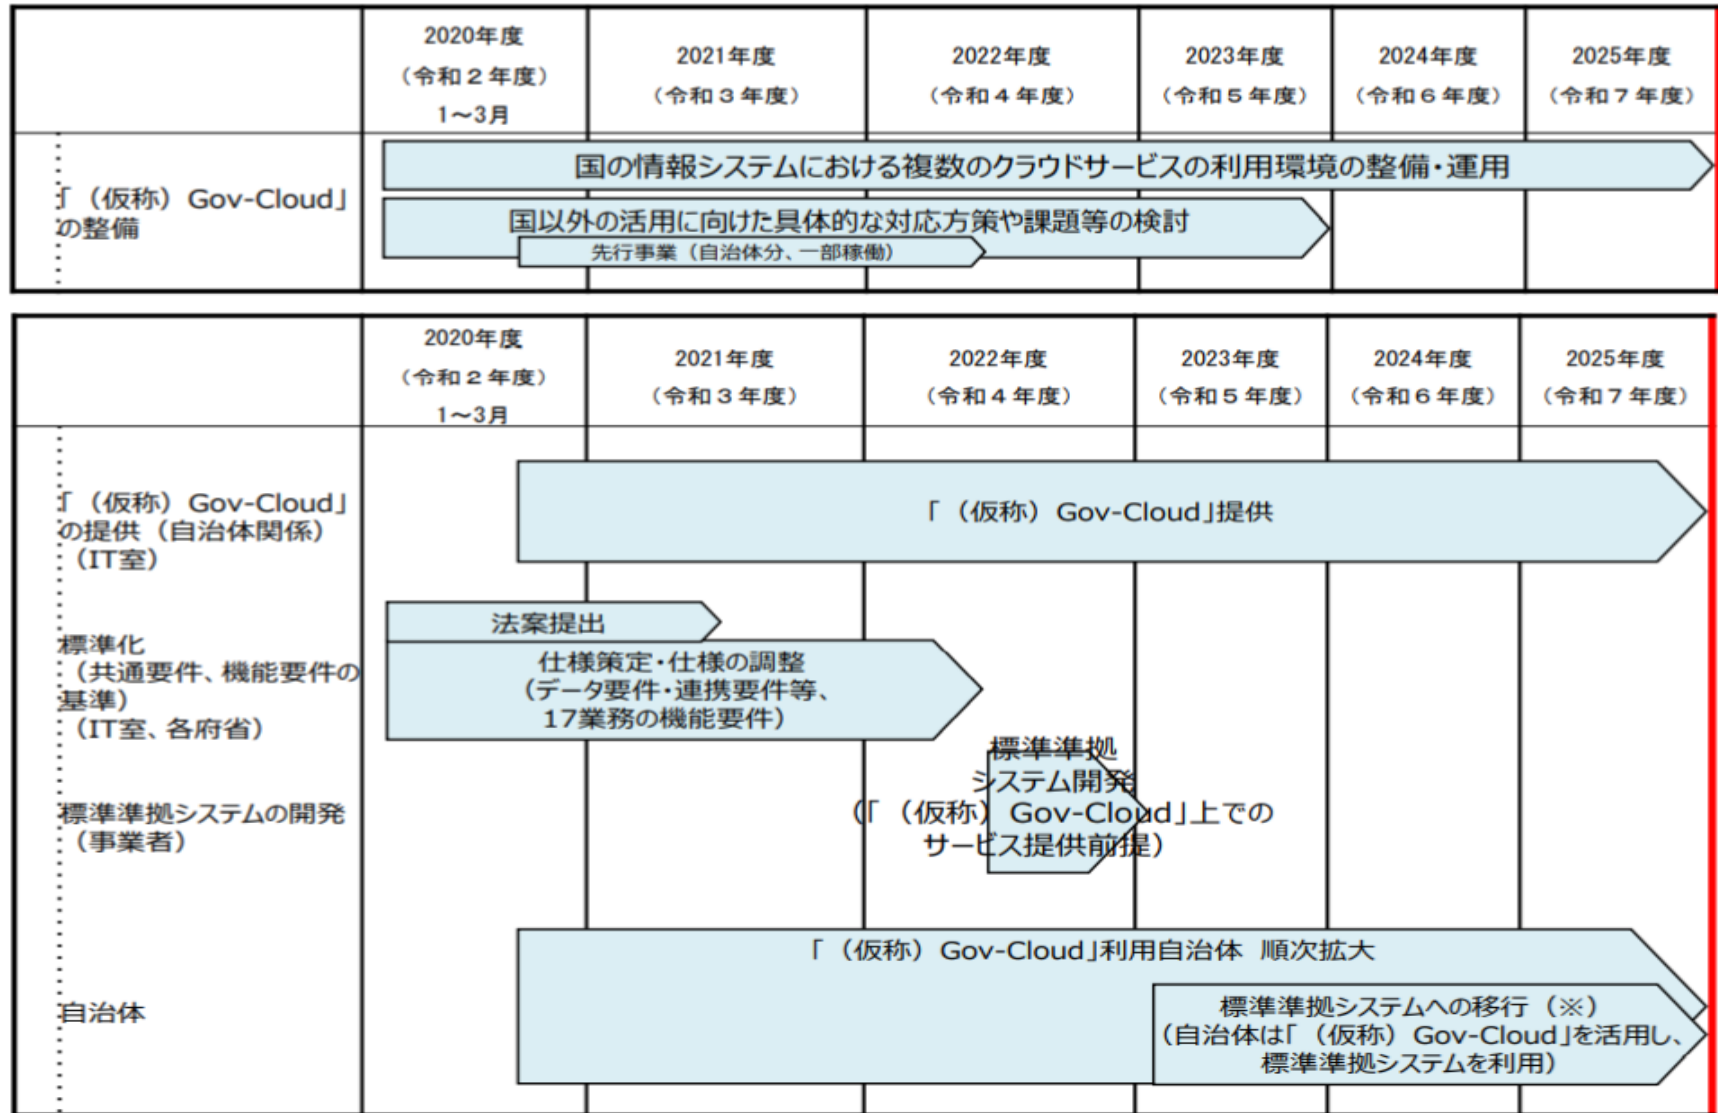 2020年度
（令和２年度）
1～3月
2021年度
（令和３年度）
2022年度
（令和４年度）
2023年度
（令和５年度）
2024年度
（令和６年度）
2025年度
（令和７年度）
「（仮称）Gov-Cloud」
の整備
国の情報システムにおける複数のクラウドサービスの利用環境の整備・運用
国以外の活用に向けた具体的な対応方策や課題等の検討
先行事業（自治体分、一部稼働）
2020年度
（令和２年度）
1～3月
2021年度
（令和３年度）
2022年度
（令和４年度）
2023年度
（令和５年度）
2024年度
（令和６年度）
2025年度
（令和７年度）
「（仮称）Gov-Cloud」
の提供（自治体関係）
（IT室）
「（仮称）Gov-Cloud」提供
標準化
（共通要件、機能要件の
基準）
（IT室、各府省）
法案提出
仕様策定・仕様の調整
（データ要件・連携要件等、
17業務の機能要件）
標準準拠システムの開発
（事業者）
標準準拠
システム開発
（「（仮称）Gov-Cloud」上での
サービス提供前提）
自治体
「（仮称）Gov-Cloud」利用自治体 順次拡大
標準準拠システムへの移行（※）
（自治体は「（仮称）Gov-Cloud」を活用し、
標準準拠システムを利用）